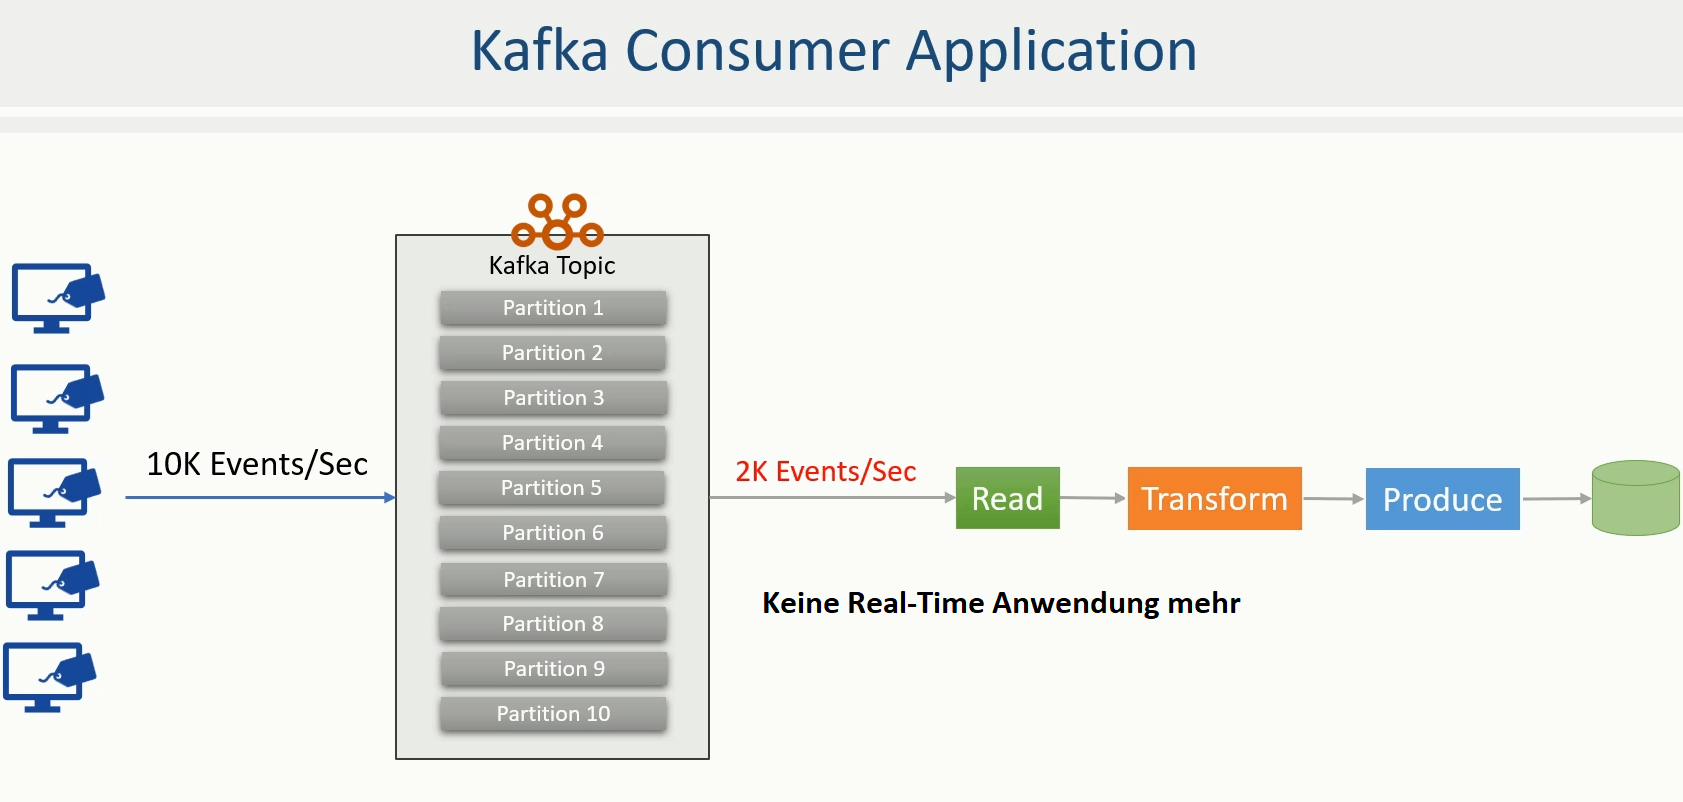 Kafka Consumer Application
Kafka Topic
Partition 1
Partition 2
Partition 3
Partition 4
Partition 5
Partition 6
Partition 7
Partition 8
Partition 9
Partition 10
10K Events/Sec
2K Events/Sec
Read
Transform
Produce
Keine Real-Time Anwendung mehr